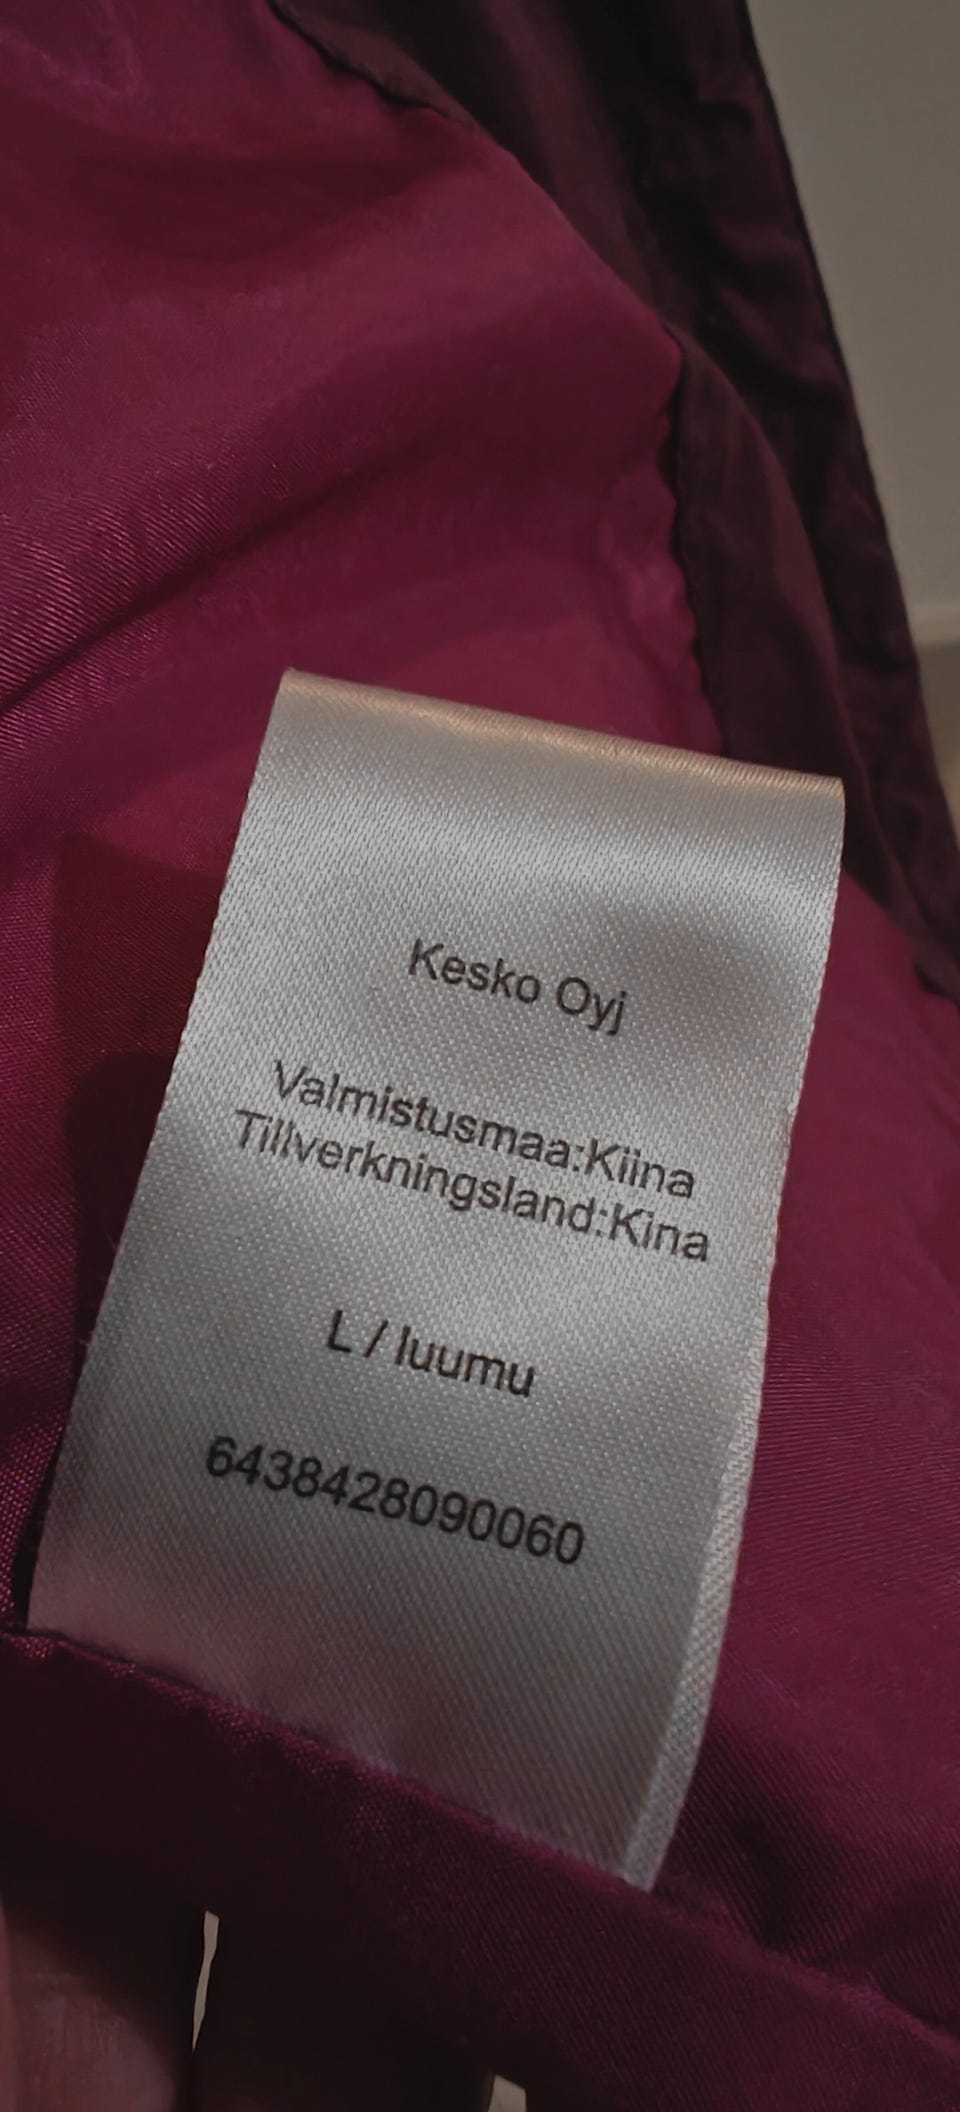 Kesko Oyj
Valmistusmaa:Kiina
Tillverkningsland:Kina
L / luumu
6438428090060